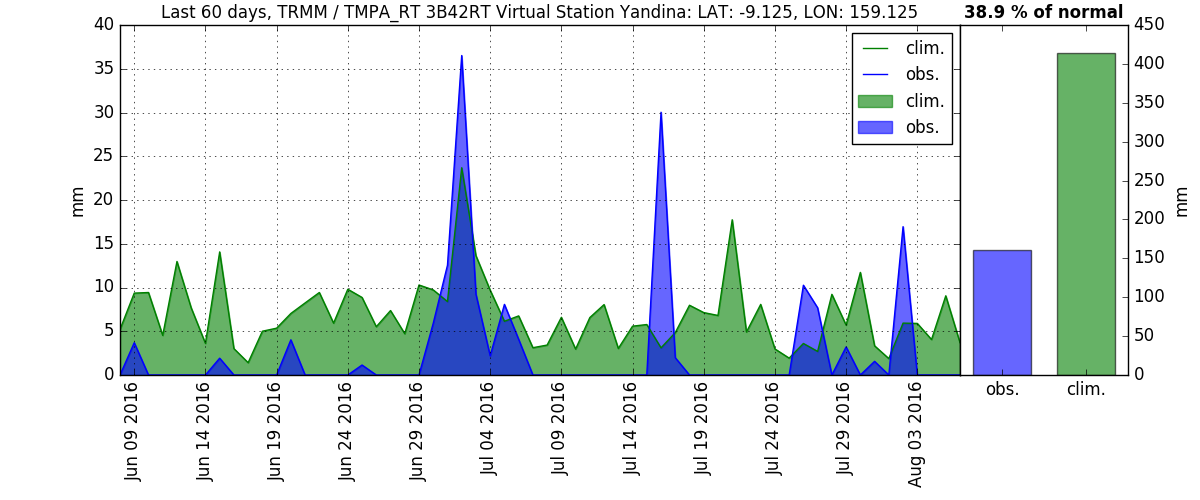 Last 60 days, TRMM / TMPA_RT 3B42RT Virtual Station Yandina: LAT: -9.125, LON: 159.125
38.9 % of normal
40
35
30
25
20
15
10
5
0
mm
clim.
obs.
clim.
obs.
Jun 09 2016
Jun 14 2016
Jun 19 2016
Jun 24 2016
Jun 29 2016
Jul 04 2016
Jul 09 2016
Jul 14 2016
Jul 19 2016
Jul 24 2016
Jul 29 2016
Aug 03 2016
450
400
350
300
250
200
150
100
50
0
mm
obs.
clim.